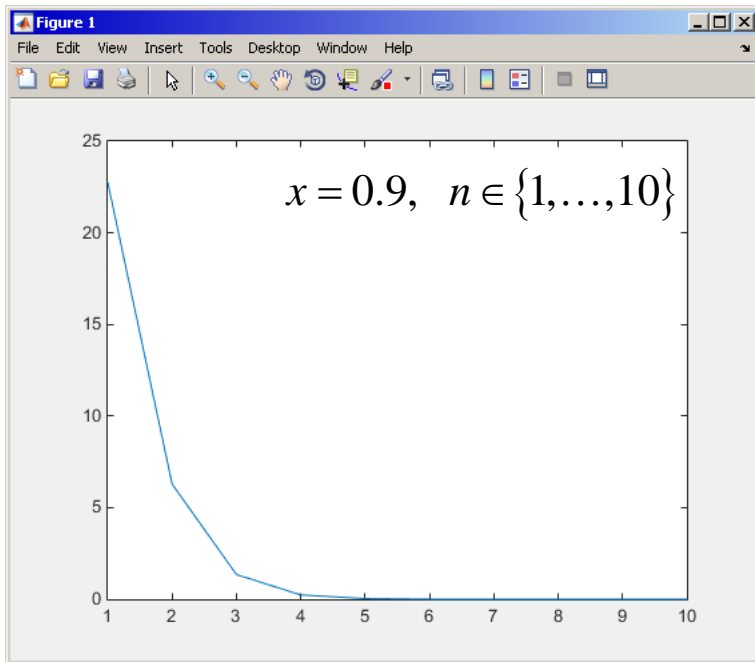 Figure 1
File Edit View Insert Tools Desktop Window Help
x = 0.9, n ∈ {1,…,10}
25
20
15
10
5
0
1 2 3 4 5 6 7 8 9 10